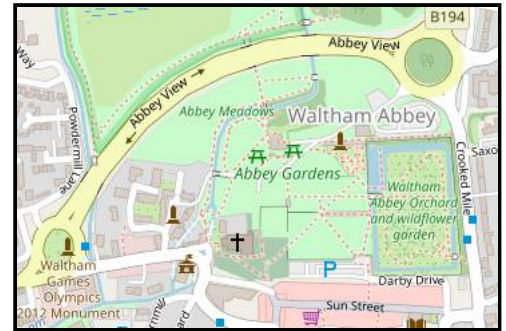 B194
Way
Abbey View
Abbey View
Abbey Meadows
Powdermill Lane
Waltham Abbey
Abbey Gardens
Saxo
Crooked Mile
Waltham
Abbey Orchard
and wildflower
garden
Waltham
Games
Olympics
2012 Monument
P
Darby Drive
Sun Street